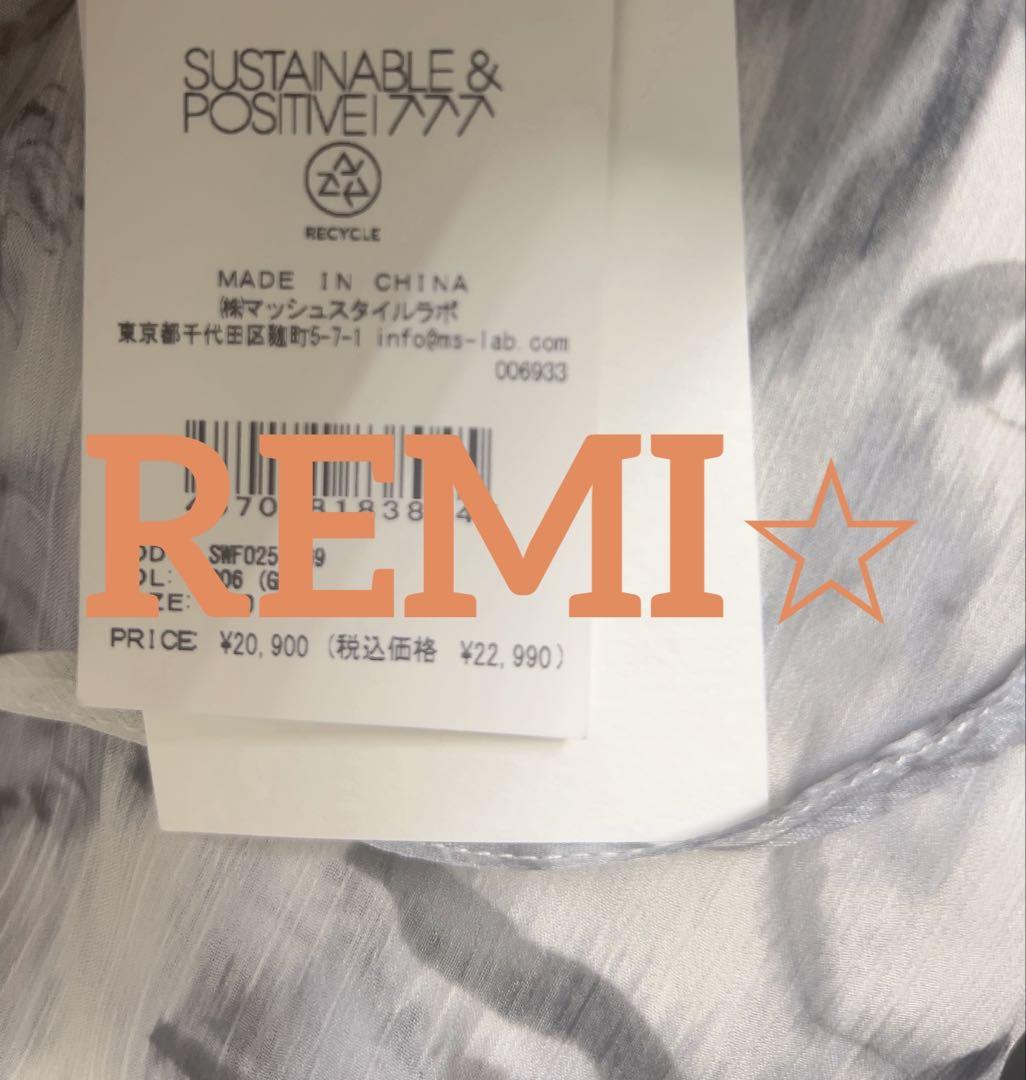 SUSTAINABLE &
POSITIVE!
RECYCLE
MADE IN CHINA
㈱マッシュスタイルラボ
東京都千代田区麹町5-7-1 info@ms-lab.com
006933
REMI☆
PRICE: ¥20,900 (税込価格 ¥22,990)